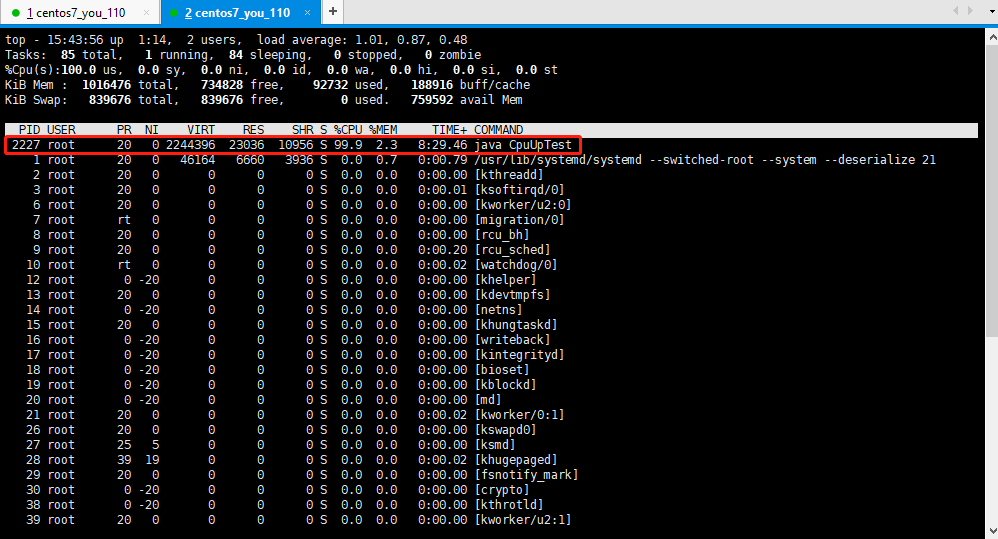 1 centos7_you_110 × 2 centos7_you_110 × +
top - 15:43:56 up  1:14,  2 users,  load average: 1.01, 0.87, 0.48
Tasks:  85 total,   1 running,  84 sleeping,   0 stopped,   0 zombie
%Cpu(s):100.0 us,  0.0 sy,  0.0 ni,  0.0 id,  0.0 wa,  0.0 hi,  0.0 si,  0.0 st
KiB Mem :  1016476 total,   734828 free,    92732 used,   188916 buff/cache
KiB Swap:   839676 total,   839676 free,        0 used.   759592 avail Mem
PID USER      PR  NI    VIRT    RES    SHR S %CPU %MEM     TIME+ COMMAND
2227 root      20   0 2244396  23036  10956 S 99.9  2.3   8:29.46 java CpuUpTest
1 root      20   0   46164   6660   3936 S  0.0  0.7   0:00.79 /usr/lib/systemd/systemd --switched-root --system --deserialize 21
2 root      20   0       0      0      0 S  0.0  0.0   0:00.00 [kthreadd]
3 root      20   0       0      0      0 S  0.0  0.0   0:00.01 [ksoftirqd/0]
6 root      20   0       0      0      0 S  0.0  0.0   0:00.00 [kworker/u2:0]
7 root      rt   0       0      0      0 S  0.0  0.0   0:00.00 [migration/0]
8 root      20   0       0      0      0 S  0.0  0.0   0:00.00 [rcu_bh]
9 root      20   0       0      0      0 S  0.0  0.0   0:00.20 [rcu_sched]
10 root      rt   0       0      0      0 S  0.0  0.0   0:00.02 [watchdog/0]
12 root       0 -20       0      0      0 S  0.0  0.0   0:00.00 [khelper]
13 root      20   0       0      0      0 S  0.0  0.0   0:00.00 [kdevtmpfs]
14 root       0 -20       0      0      0 S  0.0  0.0   0:00.00 [netns]
15 root      20   0       0      0      0 S  0.0  0.0   0:00.00 [khungtaskd]
16 root       0 -20       0      0      0 S  0.0  0.0   0:00.00 [writeback]
17 root       0 -20       0      0      0 S  0.0  0.0   0:00.00 [kintegrityd]
18 root       0 -20       0      0      0 S  0.0  0.0   0:00.00 [bioset]
19 root       0 -20       0      0      0 S  0.0  0.0   0:00.00 [kblockd]
20 root       0 -20       0      0      0 S  0.0  0.0   0:00.00 [md]
21 root      20   0       0      0      0 S  0.0  0.0   0:00.02 [kworker/0:1]
26 root      20   0       0      0      0 S  0.0  0.0   0:00.00 [kswapd0]
27 root      25   5       0      0      0 S  0.0  0.0   0:00.00 [ksmd]
28 root      39  19       0      0      0 S  0.0  0.0   0:00.02 [khugepaged]
29 root      20   0       0      0      0 S  0.0  0.0   0:00.00 [fsnotify_mark]
30 root       0 -20       0      0      0 S  0.0  0.0   0:00.00 [crypto]
38 root       0 -20       0      0      0 S  0.0  0.0   0:00.00 [kthrotld]
39 root      20   0       0      0      0 S  0.0  0.0   0:00.00 [kworker/u2:1]